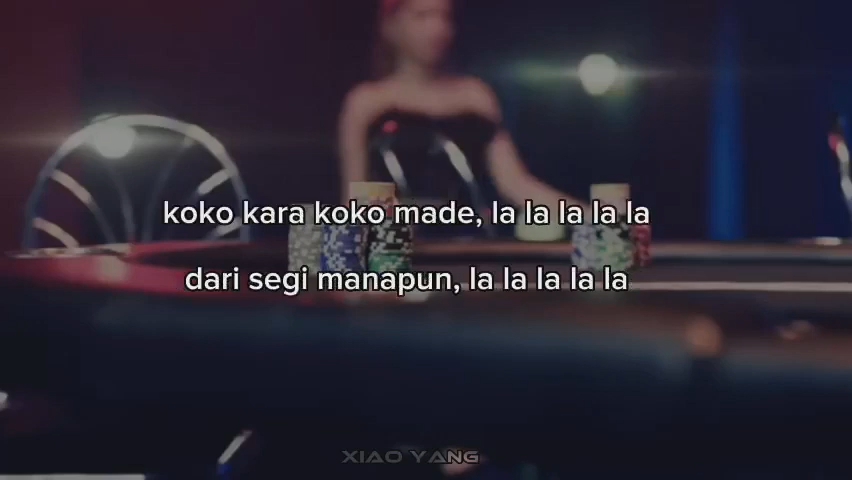 koko kara koko made, la la la la la
dari segi manapun, la la la la la
XIAO YANG